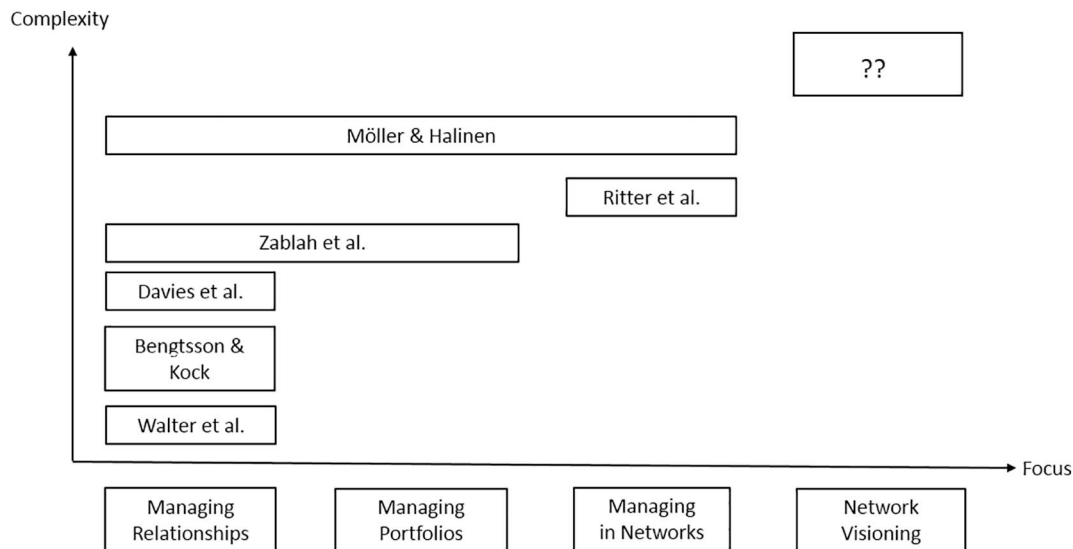 Complexity
??
Möller & Halinen
Ritter et al.
Zablah et al.
Davies et al.
Bengtsson &
Kock
Walter et al.
Focus
Managing
Relationships
Managing
Portfolios
Managing
in Networks
Network
Visioning